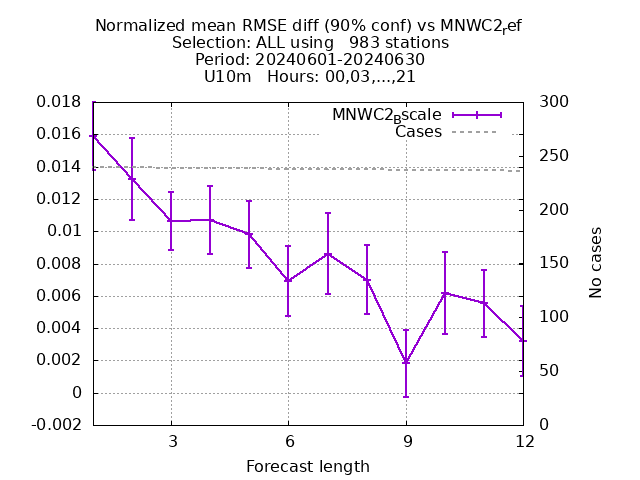 Normalized mean RMSE diff (90% conf) vs MNWC2ref
Selection: ALL using   983 stations
Period: 20240601-20240630
U10m   Hours: 00,03,...,21
MNWC2Bscale
Cases
0.018
0.016
0.014
0.012
0.01
0.008
0.006
0.004
0.002
0
-0.002
300
250
200
150
100
50
0
No cases
3 6 9 12
Forecast length